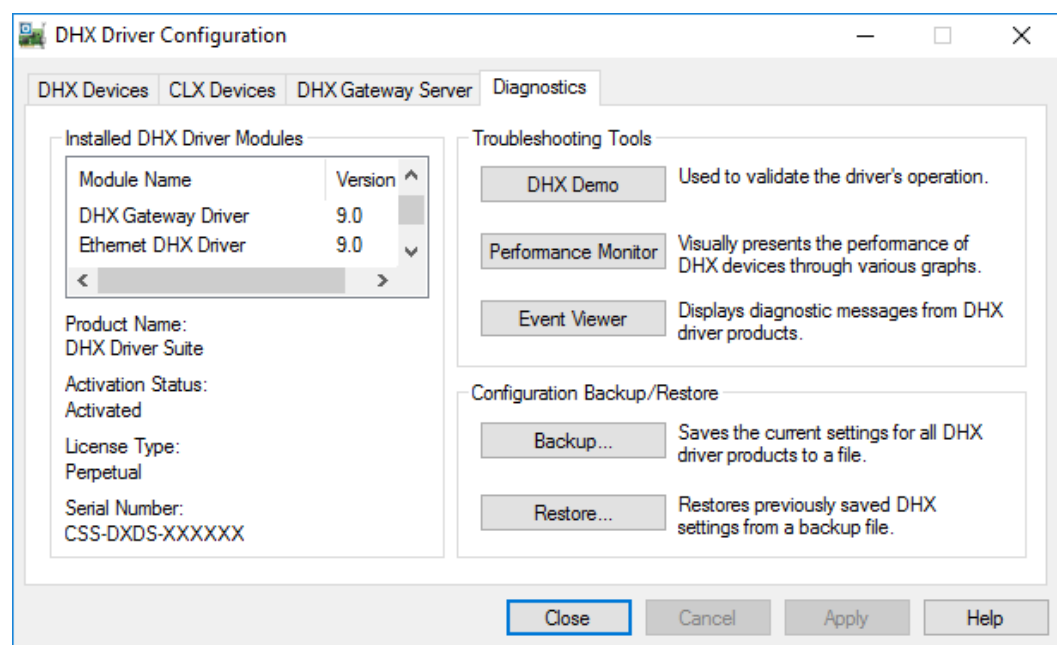 DHX Driver Configuration
DHX Devices CLX Devices DHX Gateway Server Diagnostics
Installed DHX Driver Modules
Module Name Version
DHX Gateway Driver 9.0
Ethernet DHX Driver 9.0
Product Name:
DHX Driver Suite
Activation Status:
Activated
License Type:
Perpetual
Serial Number:
CSS-DXDS-XXXXXX
Troubleshooting Tools
DHX Demo
Used to validate the driver's operation.
Performance Monitor
Visually presents the performance of
DHX devices through various graphs.
Event Viewer
Displays diagnostic messages from DHX
driver products.
Configuration Backup/Restore
Backup...
Saves the current settings for all DHX
driver products to a file.
Restore...
Restores previously saved DHX
settings from a backup file.
Close Cancel Apply Help